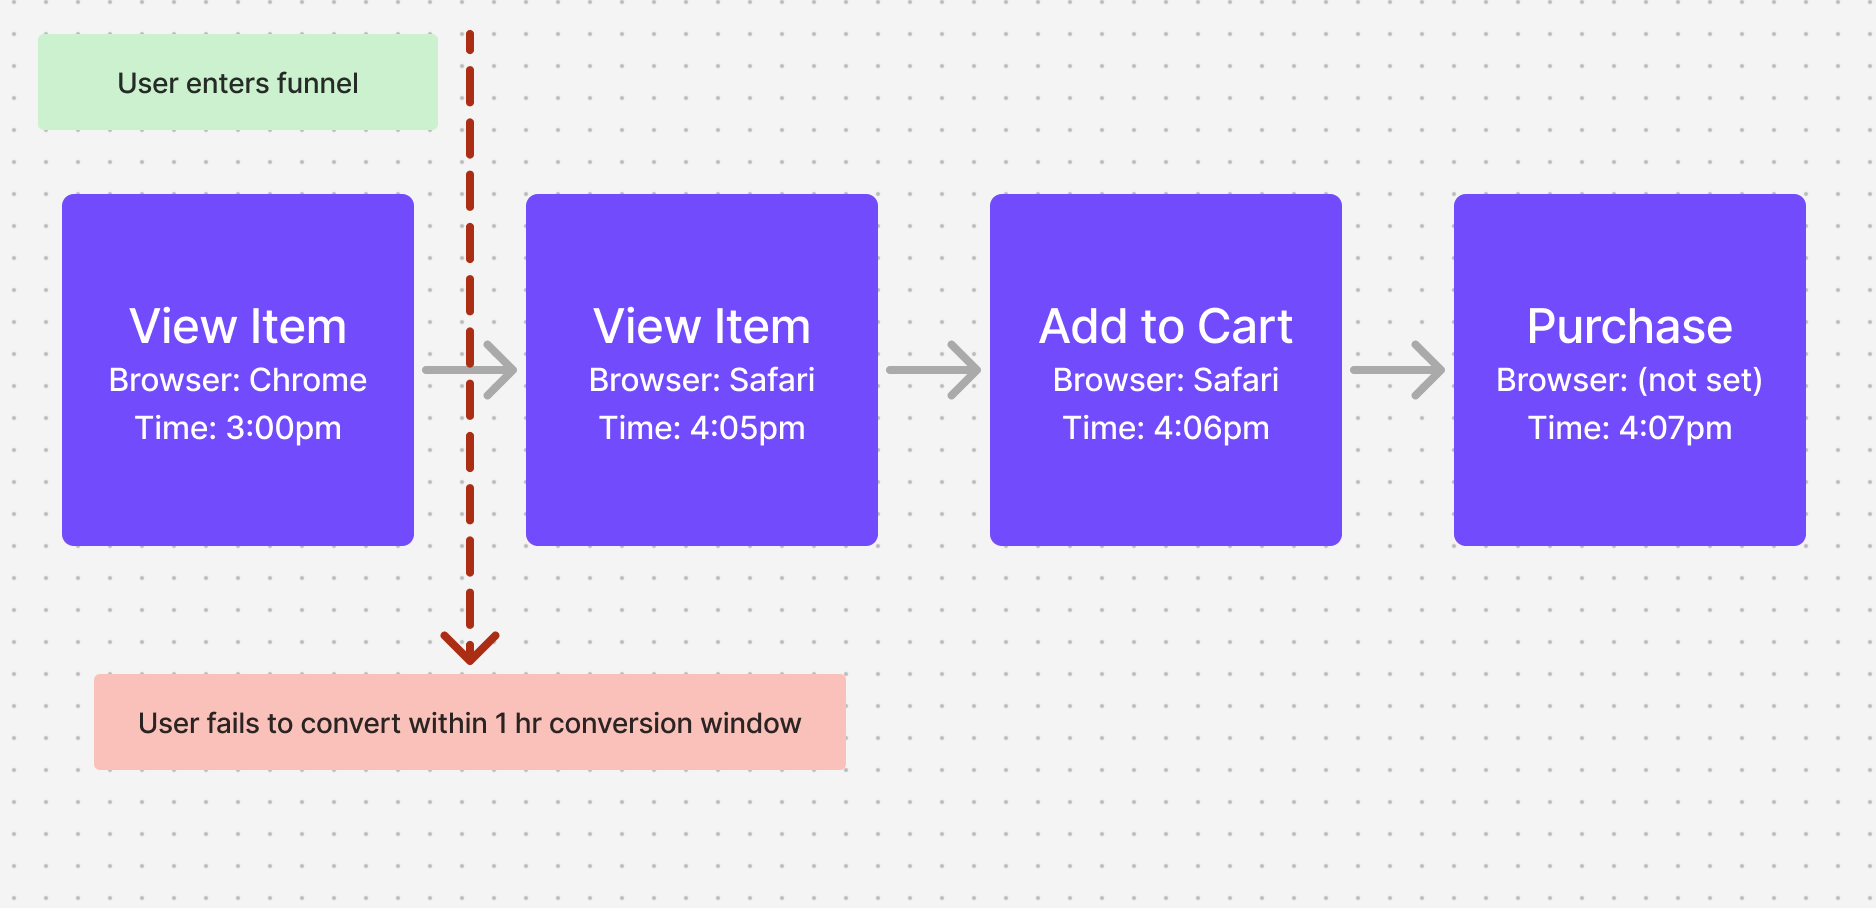 User enters funnel
View Item
Browser: Chrome
Time: 3:00pm
View Item
Browser: Safari
Time: 4:05pm
Add to Cart
Browser: Safari
Time: 4:06pm
Purchase
Browser: (not set)
Time: 4:07pm
User fails to convert within 1 hr conversion window